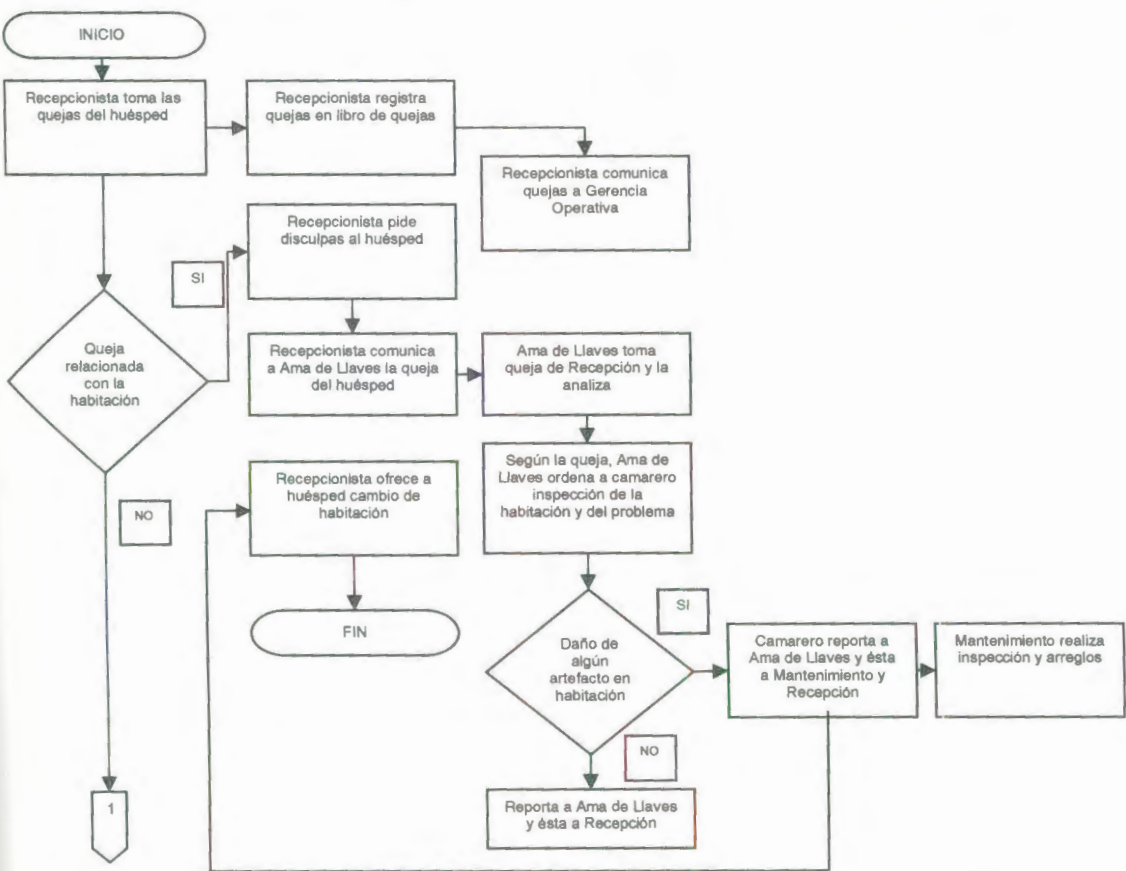 INICIO
Recepcionista toma las
quejas del huésped
Recepcionista registra
quejas en libro de quejas
Recepcionista comunica
quejas a Gerencia
Operativa
Recepcionista pide
disculpas al huésped
SI
Queja
relacionada
con la
habitación
Recepcionista comunica
a Ama de Llaves la queja
del huésped
Ama de Llaves toma
queja de Recepción y la
analiza
Según la queja, Ama de
Llaves ordena a camarero
inspección de la
habitación y del problema
Recepcionista ofrece a
huésped cambio de
habitación
NO
FIN
SI
Daño de
algún
artefacto en
habitación
Camarero reporta a
Ama de Llaves y ésta
a Mantenimiento y
Recepción
Mantenimiento realiza
inspección y arreglos
NO
Reporta a Ama de Llaves
y ésta a Recepción
1